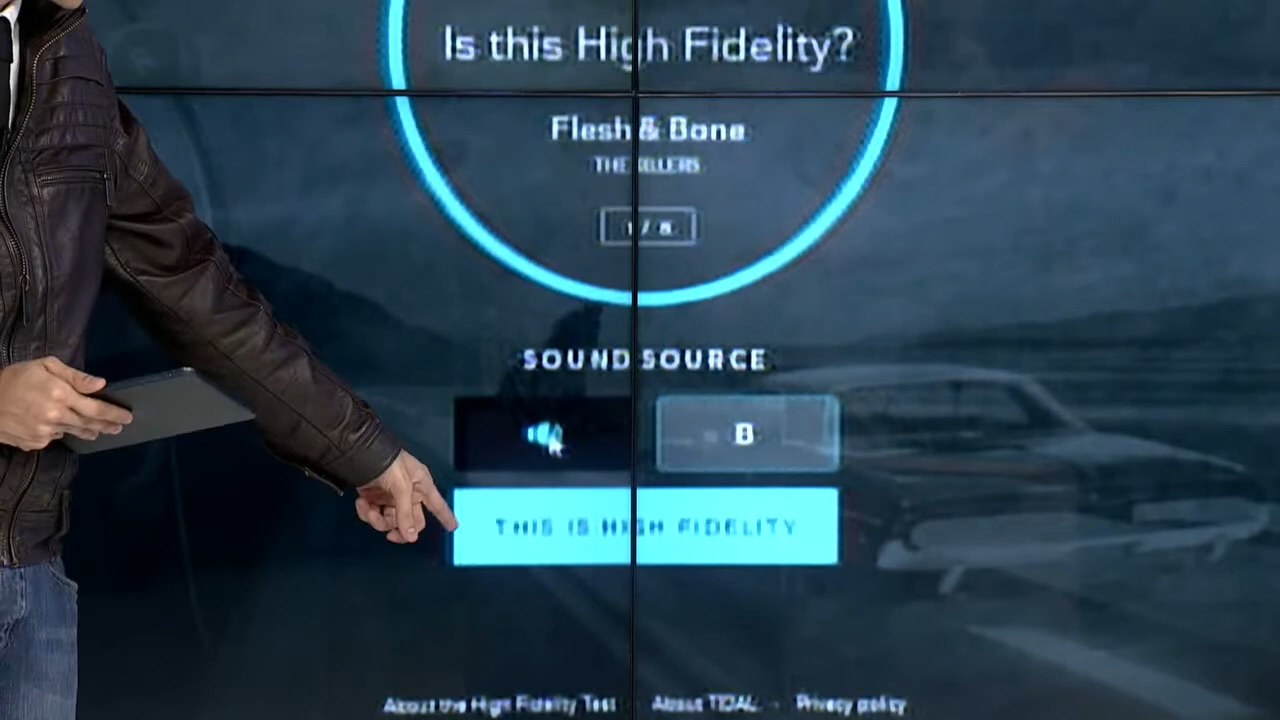 Is this High Fidelity?
Flesh & Bone
THE KILLERS
1 / 5
SOUND SOURCE
B
THIS IS HIGH FIDELITY
About the High Fidelity Test - About TIDAL - Privacy policy